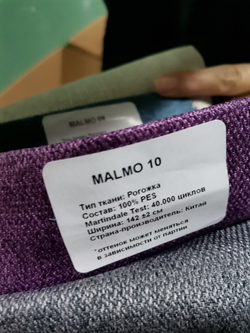 MALMO
MALMO 10
Тип ткани: Рогожка
Состав: 100% PES
Martindale Test: 40.000 циклов
Ширина: 142 ±2 см
Страна-производитель: Китай
*оттенок может меняться
в зависимости от партии